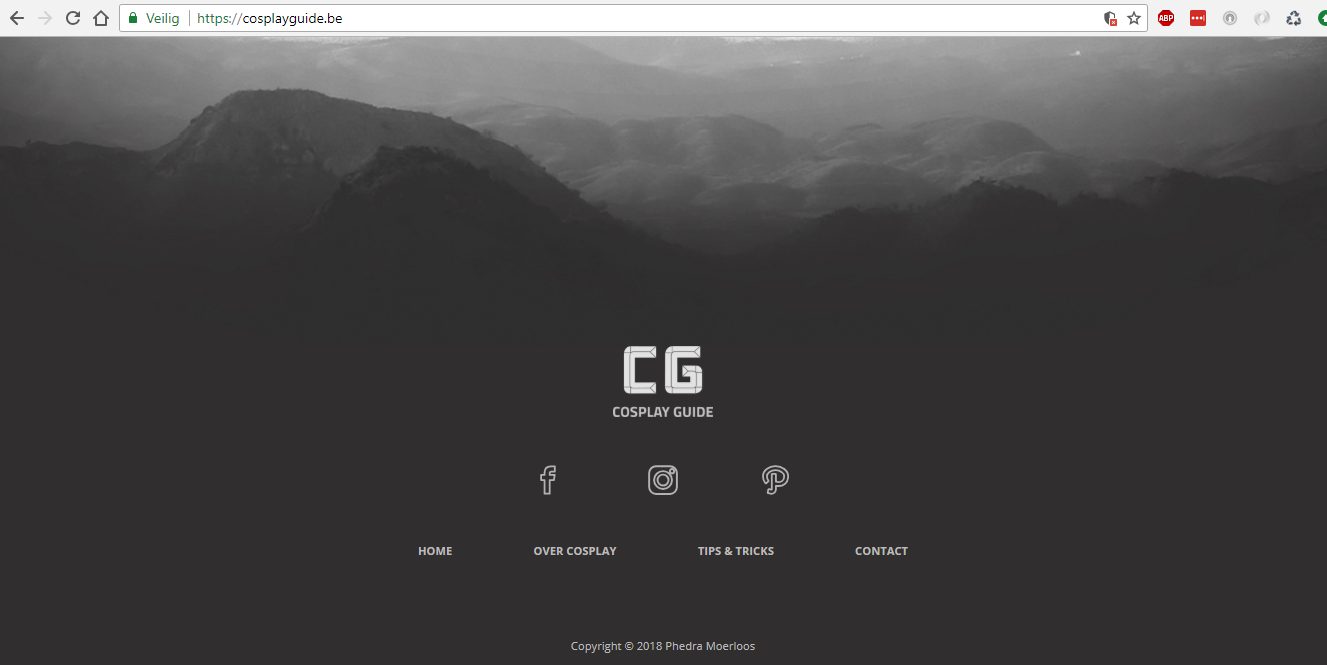 Veilig https://cosplayguide.be
ABP
CG
COSPLAY GUIDE
HOME OVER COSPLAY TIPS & TRICKS CONTACT
Copyright © 2018 Phedra Moerloos